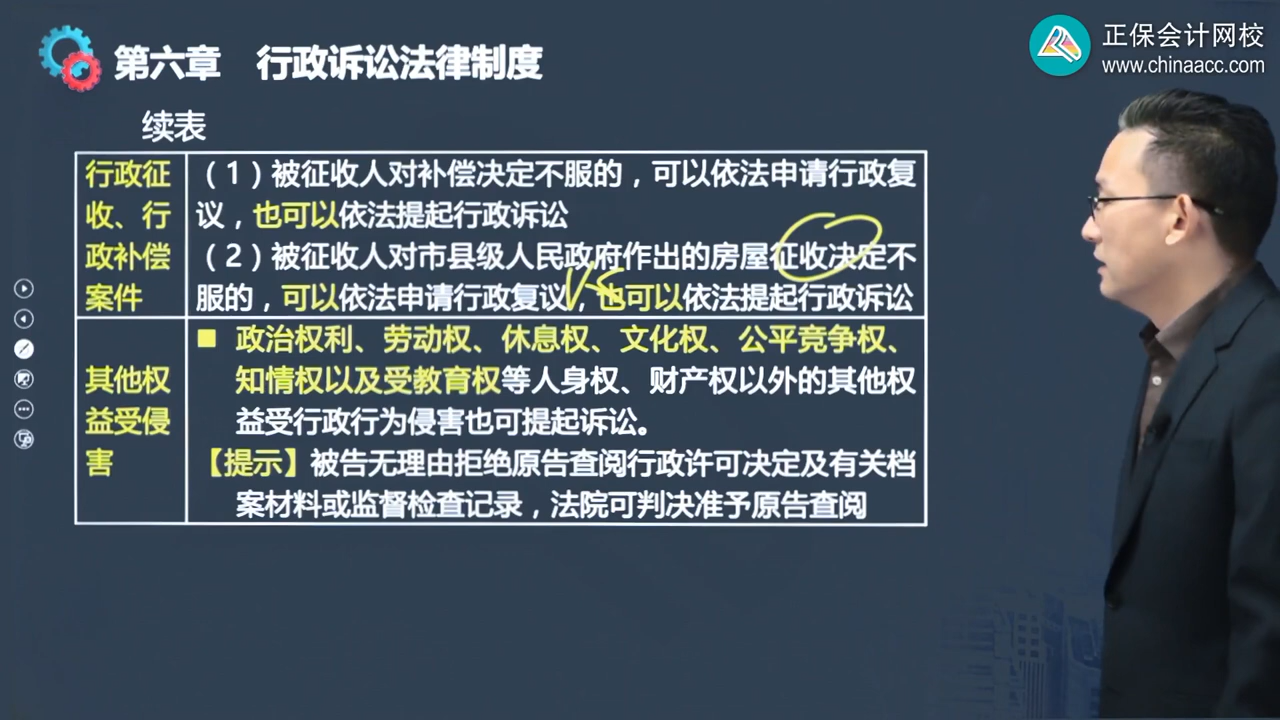 第六章 行政诉讼法律制度
正保会计网校
www.chinaacc.com
续表
行政征收、行政补偿案件
（1）被征收人对补偿决定不服的，可以依法申请行政复
议，也可以依法提起行政诉讼
（2）被征收人对市县级人民政府作出的房屋征收决定不
服的，可以依法申请行政复议，也可以依法提起行政诉讼
VS
其他权益受侵害
■ 政治权利、劳动权、休息权、文化权、公平竞争权、
知情权以及受教育权等人身权、财产权以外的其他权
益受行政行为侵害也可提起诉讼。
【提示】被告无理由拒绝原告查阅行政许可决定及有关档
案材料或监督检查记录，法院可判决准予原告查阅